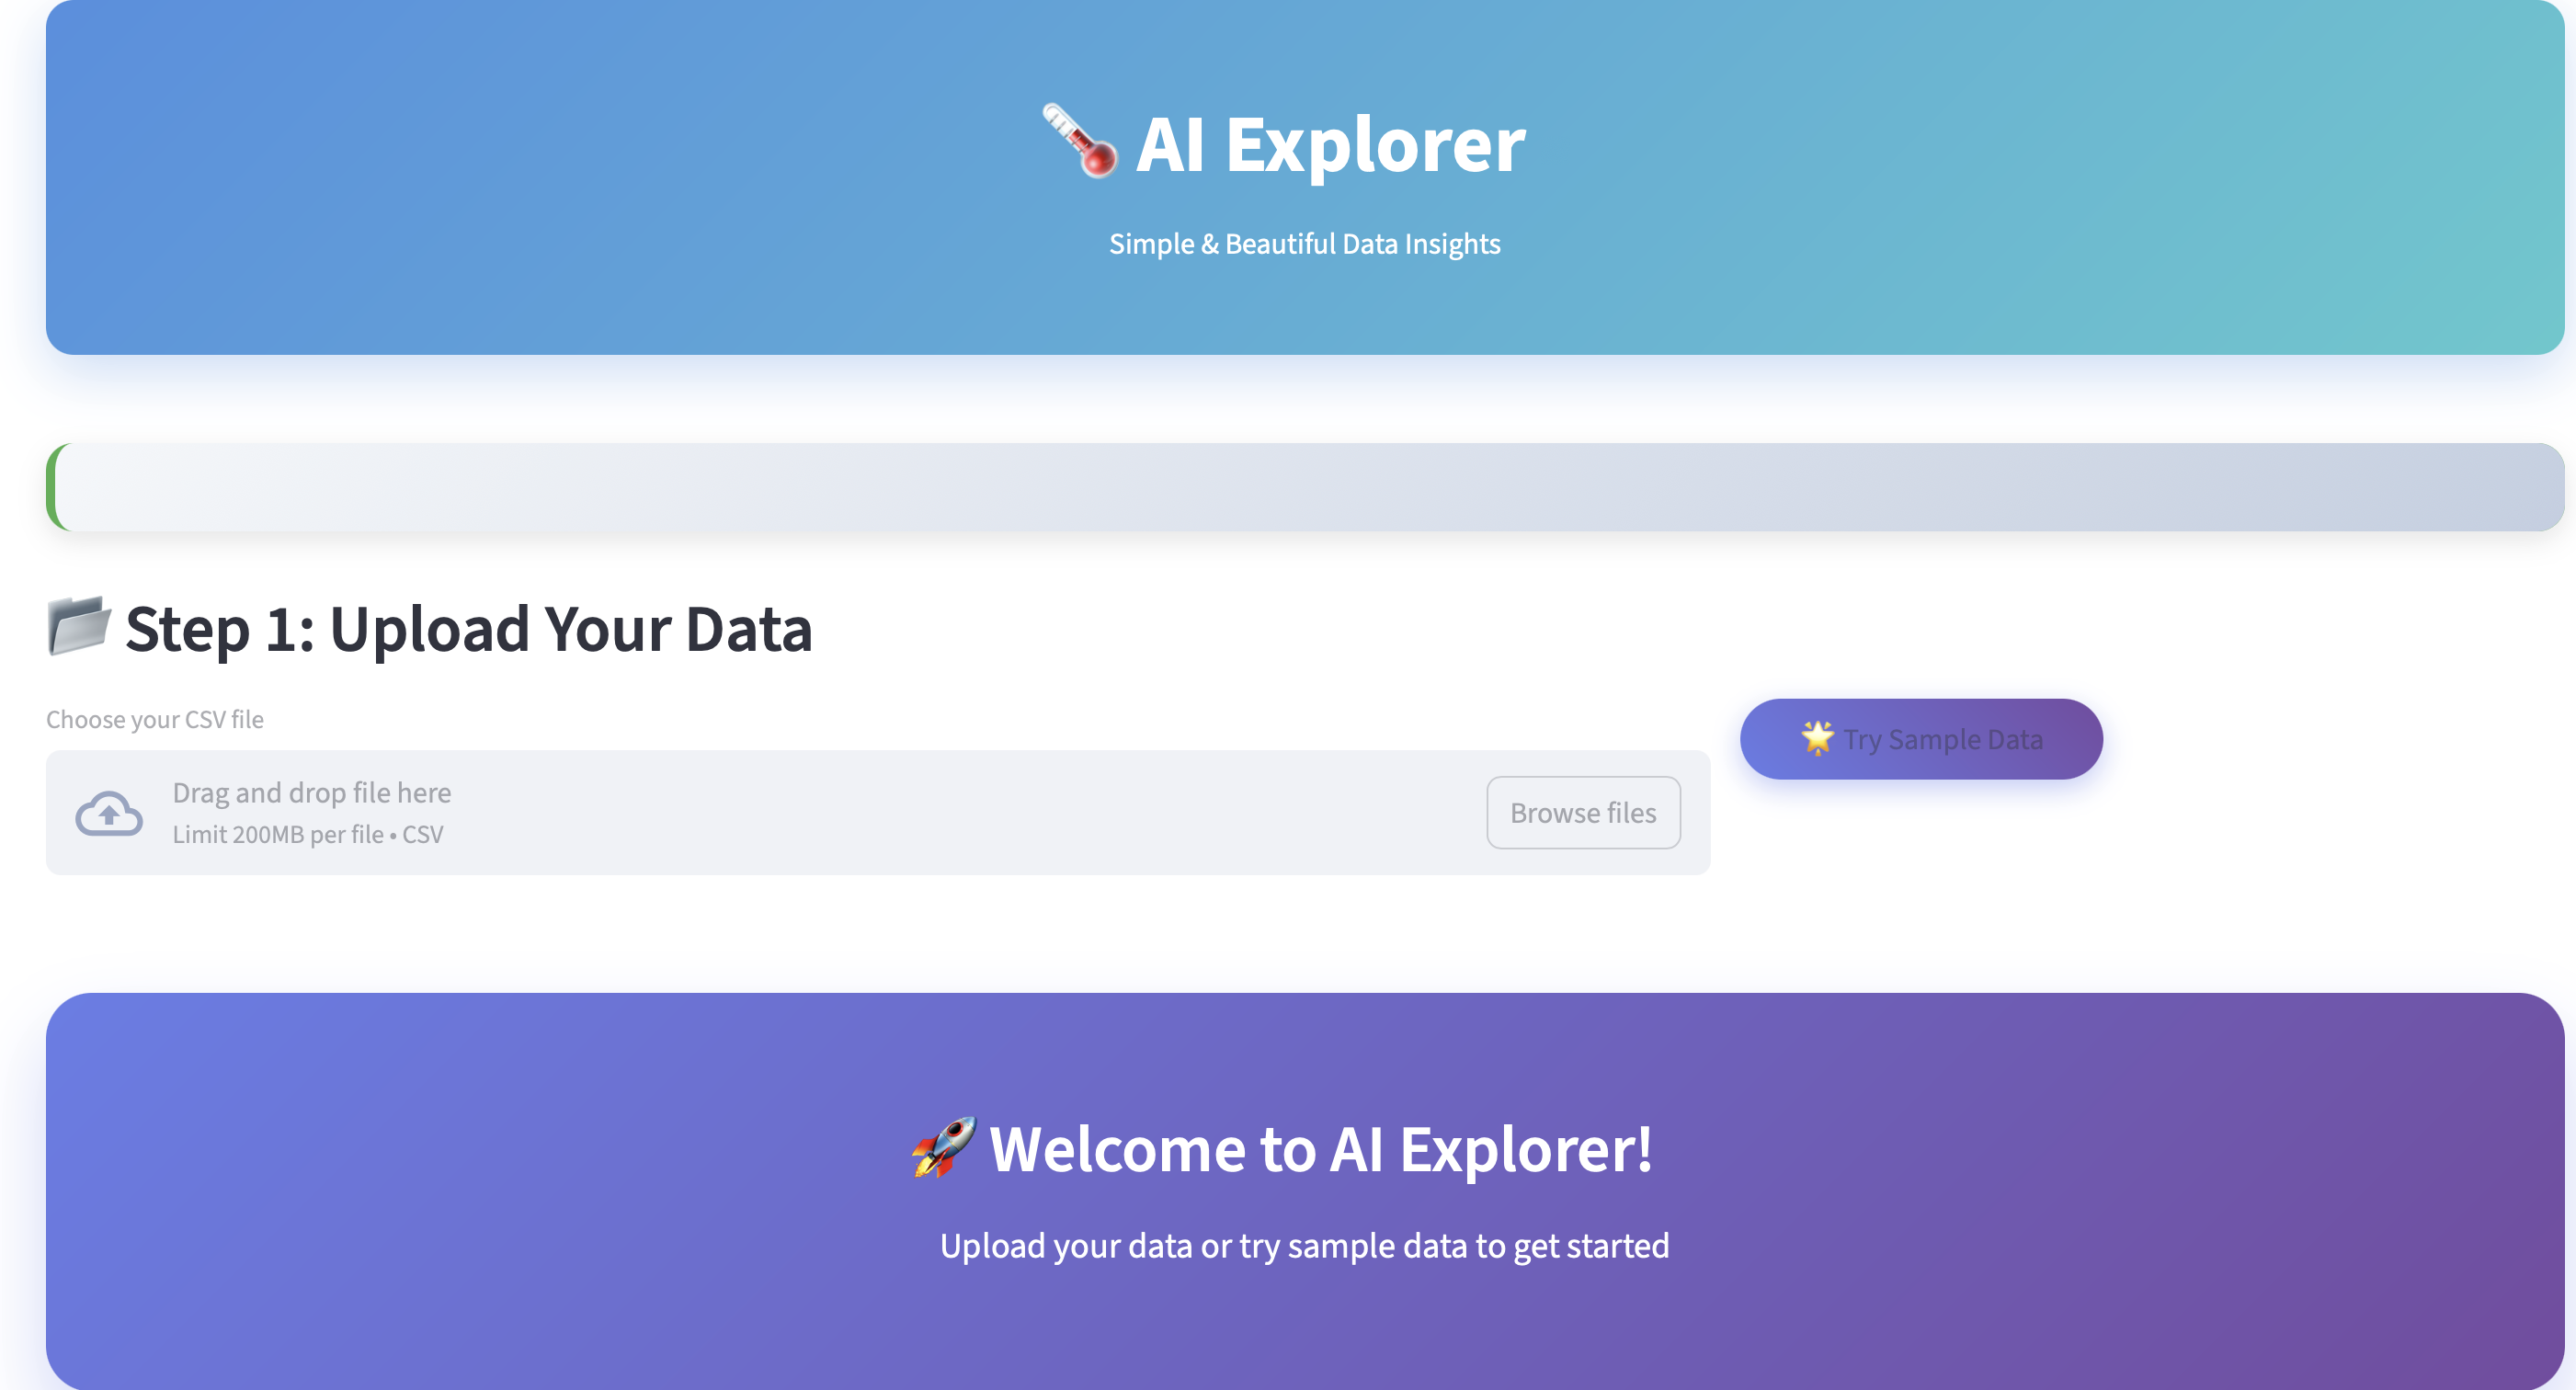 AI Explorer
Simple & Beautiful Data Insights
Step 1: Upload Your Data
Choose your CSV file
Drag and drop file here
Limit 200MB per file • CSV
Browse files
Try Sample Data
Welcome to AI Explorer!
Upload your data or try sample data to get started